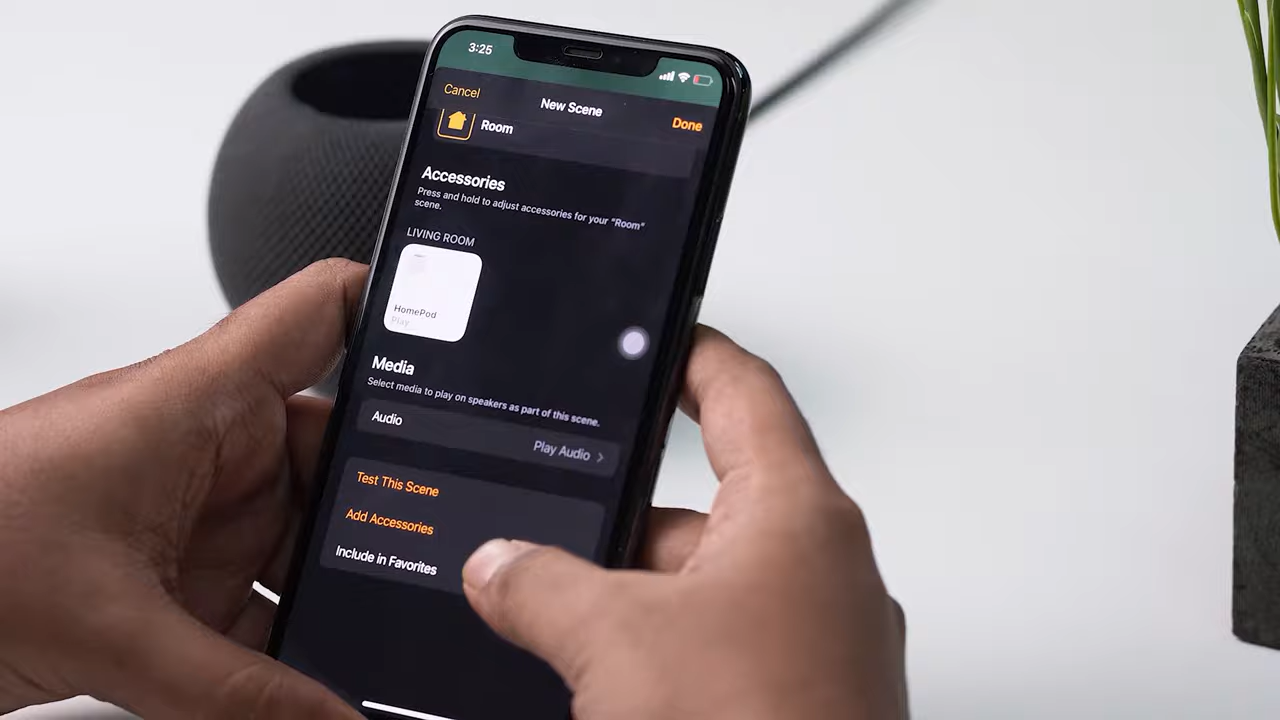 3:25
Cancel
New Scene
Done
Room
Accessories
Press and hold to adjust accessories for your "Room"
scene.
LIVING ROOM
HomePod
Play
Media
Select media to play on speakers as part of this scene.
Audio
Play Audio
Test This Scene
Add Accessories
Include in Favorites